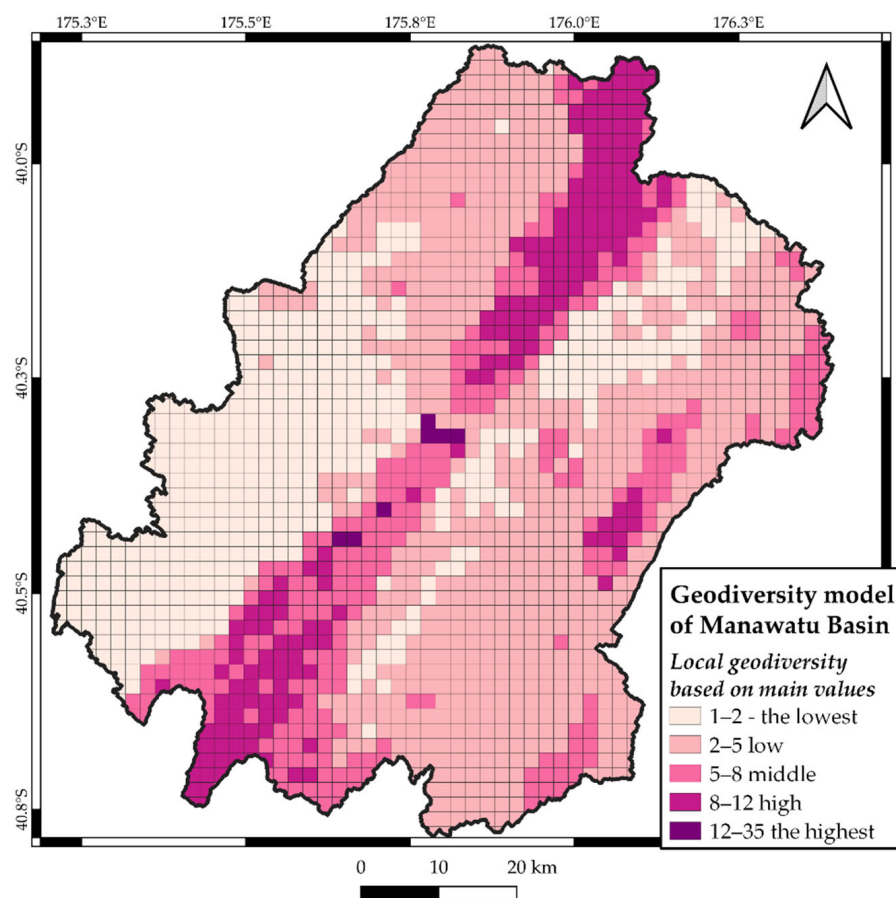 175.3°E 175.5°E 175.8°E 176.0°E 176.3°E
40.0°S
40.3°S
40.5°S
40.8°S
Geodiversity model
of Manawatu Basin
Local geodiversity
based on main values
1–2 - the lowest
2–5 low
5–8 middle
8–12 high
12–35 the highest
0 10 20 km